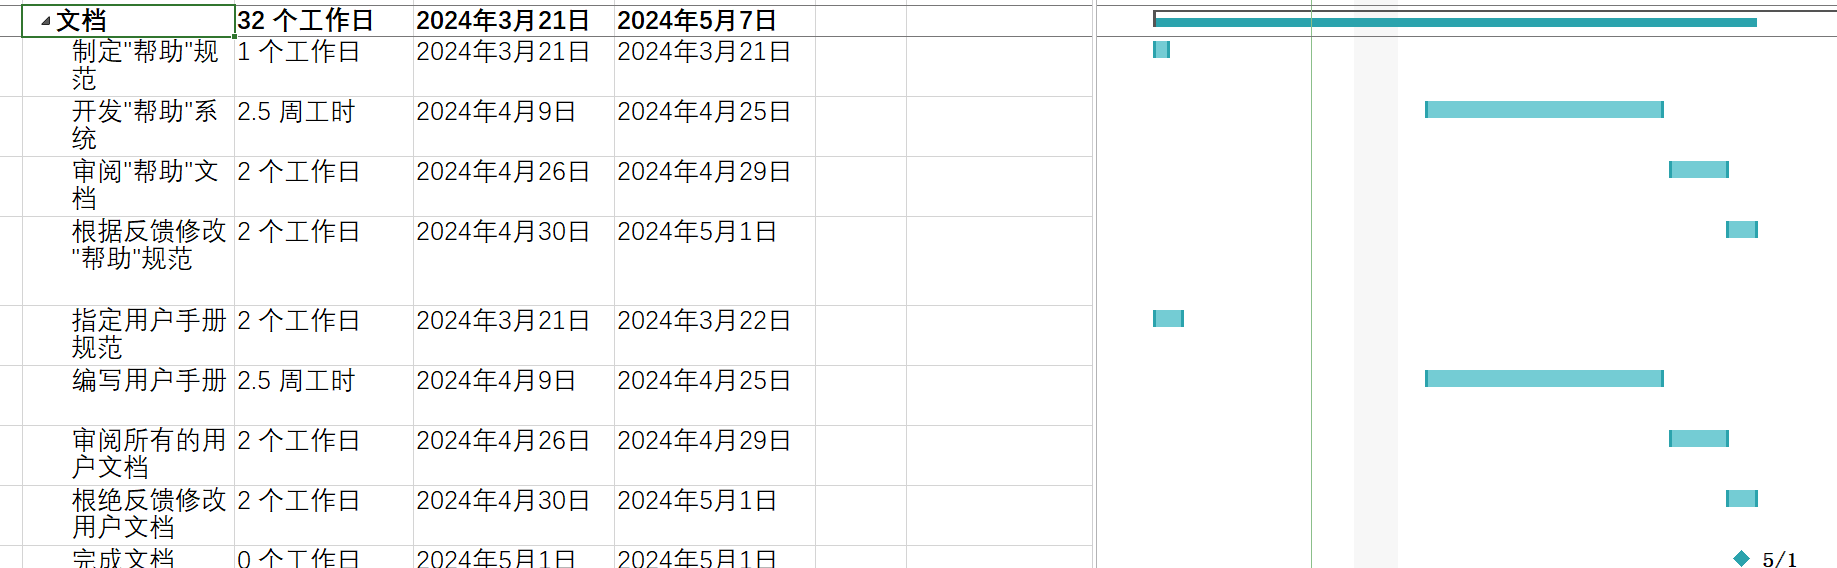 文档 32 个工作日 2024年3月21日 2024年5月7日
制定"帮助"规
范 1 个工作日 2024年3月21日 2024年3月21日
开发"帮助"系
统 2.5 周工时 2024年4月9日 2024年4月25日
审阅"帮助"文
档 2 个工作日 2024年4月26日 2024年4月29日
根据反馈修改
"帮助"规范 2 个工作日 2024年4月30日 2024年5月1日
指定用户手册
规范 2 个工作日 2024年3月21日 2024年3月22日
编写用户手册 2.5 周工时 2024年4月9日 2024年4月25日
审阅所有的用
户文档 2 个工作日 2024年4月26日 2024年4月29日
根绝反馈修改
用户文档 2 个工作日 2024年4月30日 2024年5月1日
完成文档 0 个工作日 2024年5月1日 2024年5月1日 5/1